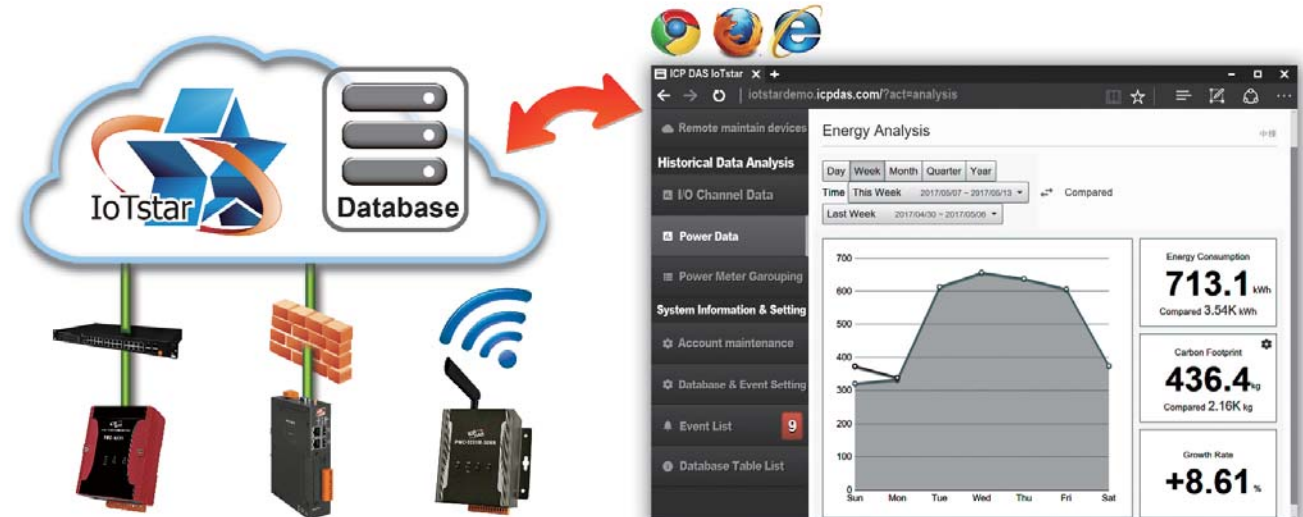 IoTstar
Database
ICP DAS IoTstar
iotstardemo.icpdas.com/?act=analysis
Remote maintain devices
Historical Data Analysis
I/O Channel Data
Power Data
Power Meter Garouping
System Information & Setting
Account maintenance
Database & Event Setting
Event List 9
Database Table List
Energy Analysis
Day Week Month Quarter Year
Time This Week 2017/05/07 ~ 2017/05/13 Compared
Last Week 2017/04/30 ~ 2017/05/06
700
600
500
400
300
200
100
0
Sun Mon Tue Wed Thu Fri Sat
Energy Consumption
713.1 kWh
Compared 3.54K kWh
Carbon Footprint
436.4 kg
Compared 2.16K kg
Growth Rate
+8.61 %